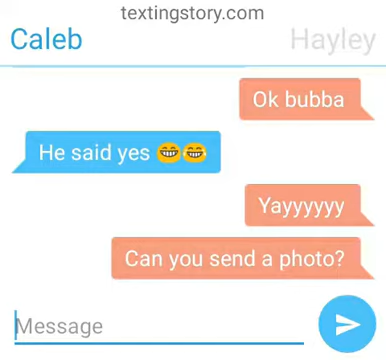 textingstory.com
Caleb
Hayley
Ok bubba
He said yes 😁😁
Yayyyyyy
Can you send a photo?
Message